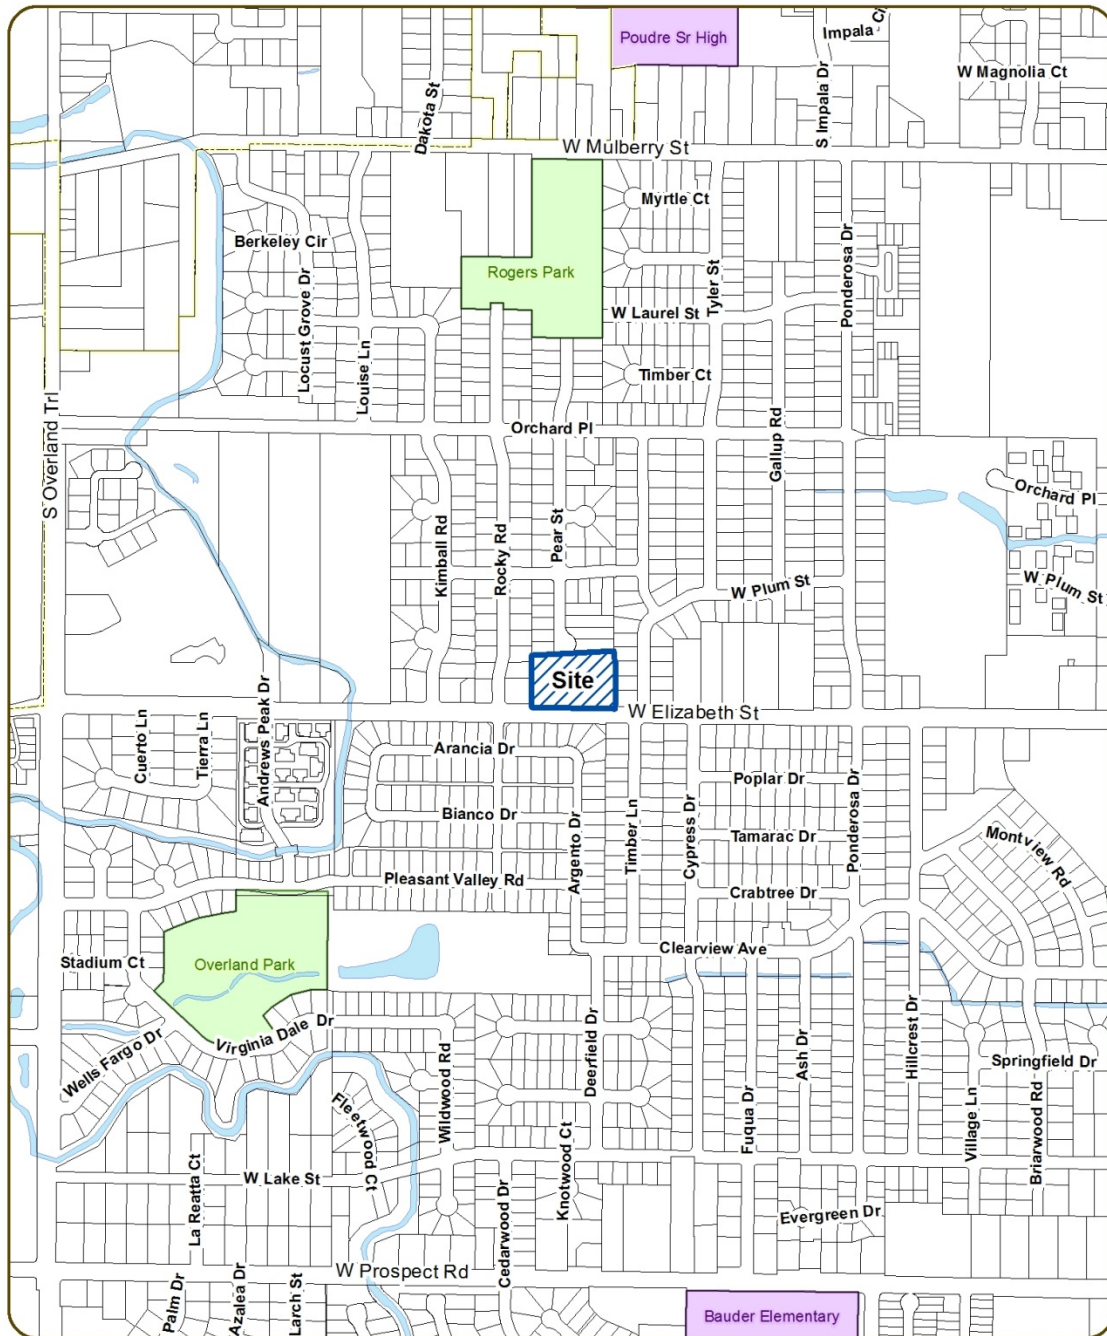 Poudre Sr High
Impala Ci
W Magnolia Ct
S Impala Dr
Dakota St
W Mulberry St
Myrtle Ct
Berkeley Cir
Rogers Park
Tyler St
Ponderosa Dr
Locust Grove Dr
W Laurel St
Louise Ln
Timber Ct
S Overland Trl
Orchard Pl
Gallup Rd
Orchard Pl
Kimball Rd
Rocky Rd
Pear St
W Plum St
W Plum St
Site
W Elizabeth St
Cuerto Ln
Tierra Ln
Andrews Peak Dr
Arancia Dr
Poplar Dr
Bianco Dr
Argento Dr
Timber Ln
Cypress Dr
Tamarac Dr
Ponderosa Dr
Montview Rd
Pleasant Valley Rd
Crabtree Dr
Clearview Ave
Stadium Ct
Overland Park
Wells Fargo Dr
Virginia Dale Dr
Wildwood Rd
Deerfield Dr
Ash Dr
Hillcrest Dr
Springfield Dr
Fleetwood Ct
Fuqua Dr
Village Ln
Briarwood Rd
La Reatta Ct
W Lake St
Knotwood Ct
Cedarwood Dr
Evergreen Dr
W Prospect Rd
Palm Dr
Azalea Dr
Larch St
Bauder Elementary